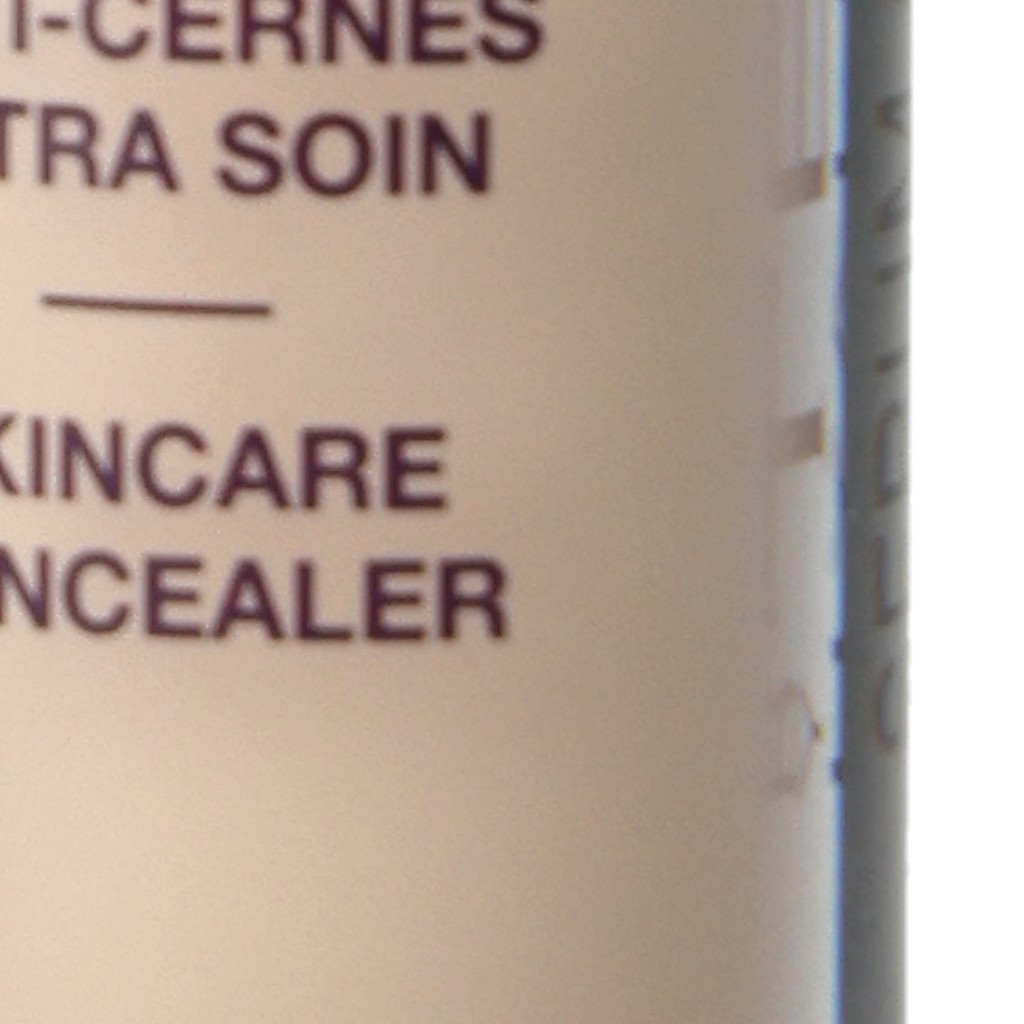 I-CERNES
TRA SOIN
KINCARE
NCEALER